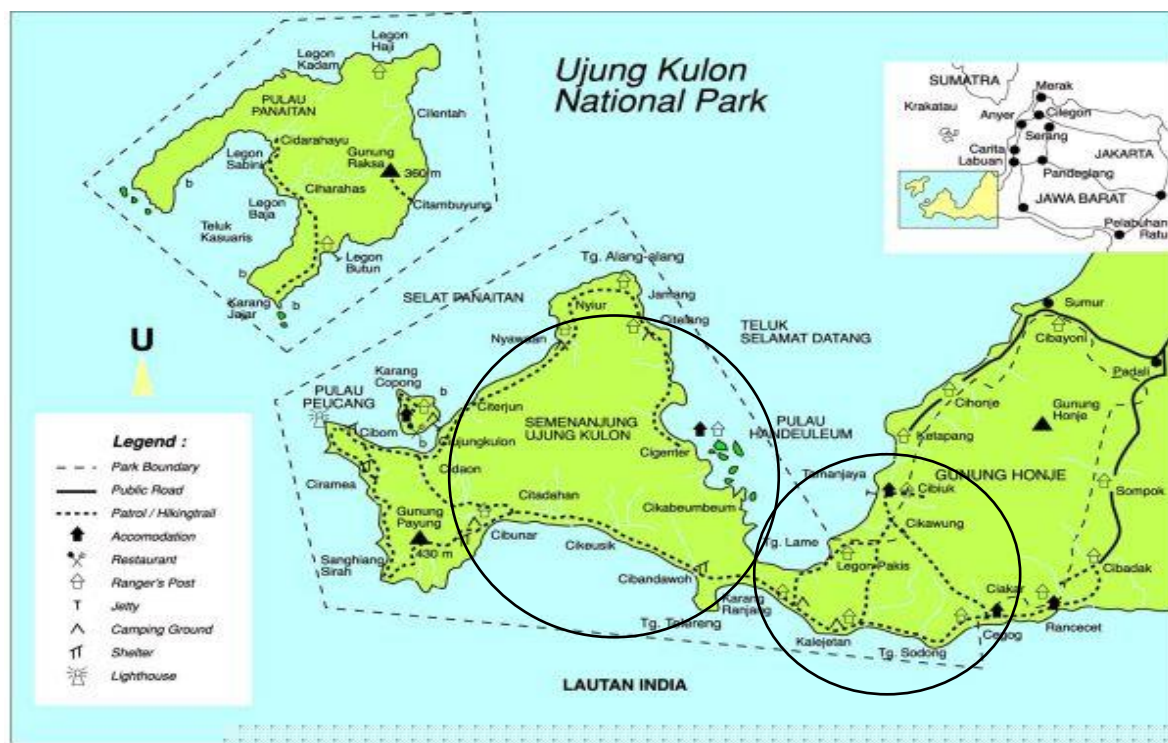 Ujung Kulon
National Park
Legon
Haji
Legon
Kadam
PULAU
PANAITAN
Cilentah
Cidarahayu
Legon
Sabini
Gunung
Raksa
360 m
b
Ciharahas
Legon
Baja
Citambuyung
Teluk
Kasuaris
Legon
Butun
b
Karang
Jajar
b
b
SUMATRA
Merak
Krakatau
Cilegon
Anyer
Serang
Carita
Labuan
JAKARTA
Pandeglang
JAWA BARAT
Pelabuhan
Ratu
Tg. Alang-alang
SELAT PANAITAN
Nyiur
Jamang
Citelang
Nyawaan
TELUK
SELAMAT DATANG
Sumur
Cibayoni
Padali
U
Karang
Copong
b
PULAU
PEUCANG
Citerjun
SEMENANJUNG
UJUNG KULON
PULAU
HANDEULEUM
Cihonje
Gunung
Honje
Cibom
b
Ciujungkulon
Cidaon
Cigenter
Ketapang
Tamanjaya
GUNUNG HONJE
Cibiuk
Sompok
Ciramea
Citadahan
Gunung
Payung
Cikabeumbeum
Cikawung
430 m
Cibunar
Cikeusik
Tg. Lame
Legon Pakis
Sanghiang
Sirah
Cibandawoh
Cibadak
Karang
Ranjang
Ciakar
Tg. Tereleng
Kalejetan
Cegog
Rancecet
Tg. Sodong
LAUTAN INDIA
Legend :
Park Boundary
Public Road
Patrol / Hikingtrail
Accomodation
Restaurant
Ranger's Post
Jetty
Camping Ground
Shelter
Lighthouse